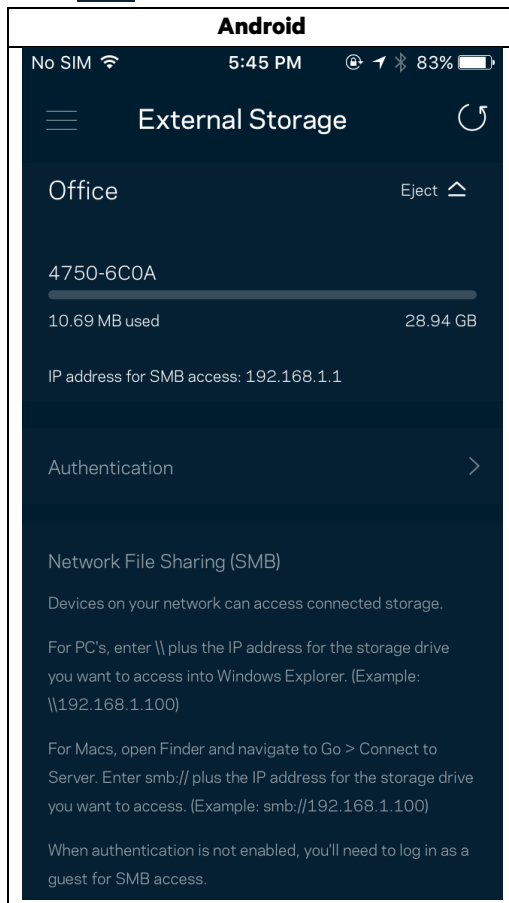 Android
No SIM 5:45 PM 83%
External Storage
Office Eject
4750-6C0A
10.69 MB used 28.94 GB
IP address for SMB access: 192.168.1.1
Authentication
Network File Sharing (SMB)
Devices on your network can access connected storage.
For PC's, enter \\ plus the IP address for the storage drive
you want to access into Windows Explorer. (Example:
\\192.168.1.100)
For Macs, open Finder and navigate to Go > Connect to
Server. Enter smb:// plus the IP address for the storage drive
you want to access. (Example: smb://192.168.1.100)
When authentication is not enabled, you'll need to log in as a
guest for SMB access.